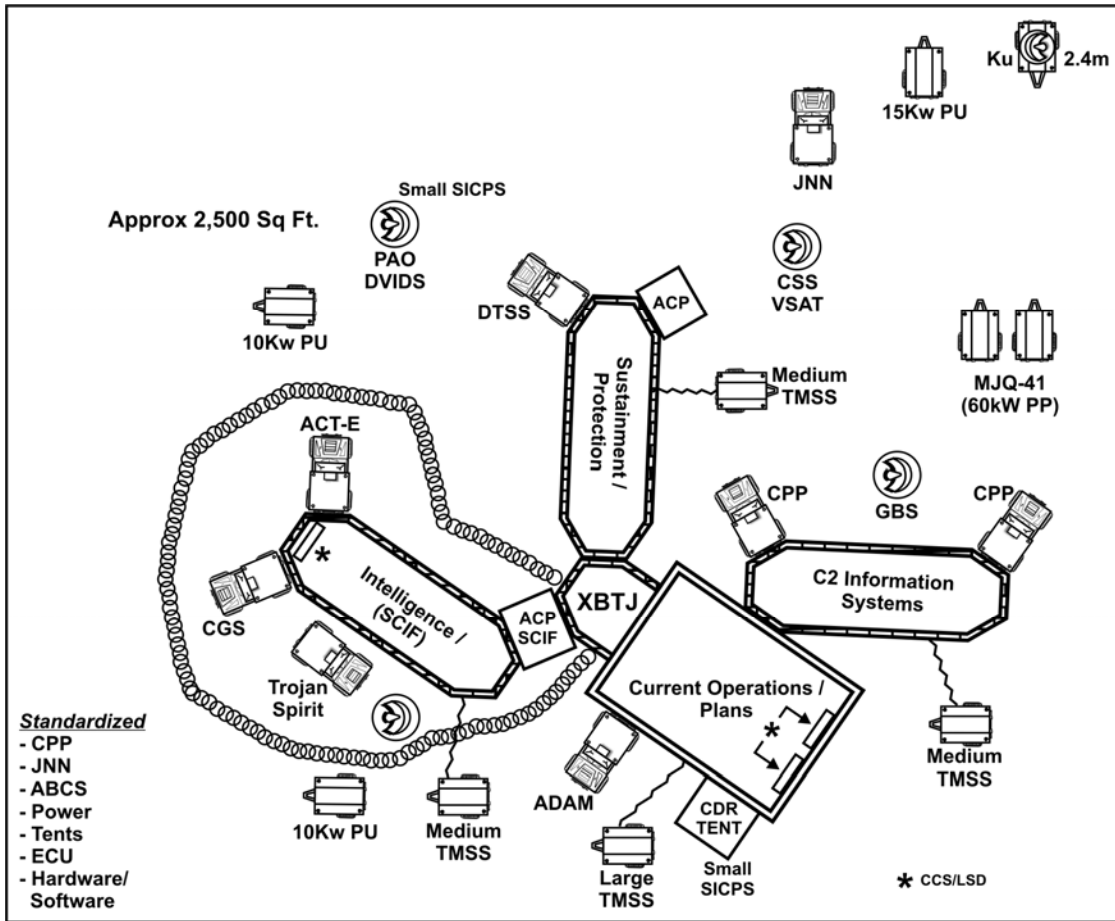 Ku
2.4m
15Kw PU
JNN
Small SICPS
Approx 2,500 Sq Ft.
PAO
DVIDS
CSS
VSAT
DTSS
ACP
10Kw PU
Sustainment /
Protection
Medium
TMSS
MJQ-41
(60kW PP)
ACT-E
CPP
GBS
CPP
Intelligence /
(SCIF)
*
CGS
ACP
SCIF
XBTJ
C2 Information
Systems
Trojan
Spirit
Current Operations /
Plans
*
Standardized
- CPP
- JNN
- ABCS
- Power
- Tents
- ECU
- Hardware/
Software
10Kw PU
Medium
TMSS
ADAM
Large
TMSS
CDR
TENT
Small
SICPS
Medium
TMSS
* CCS/LSD